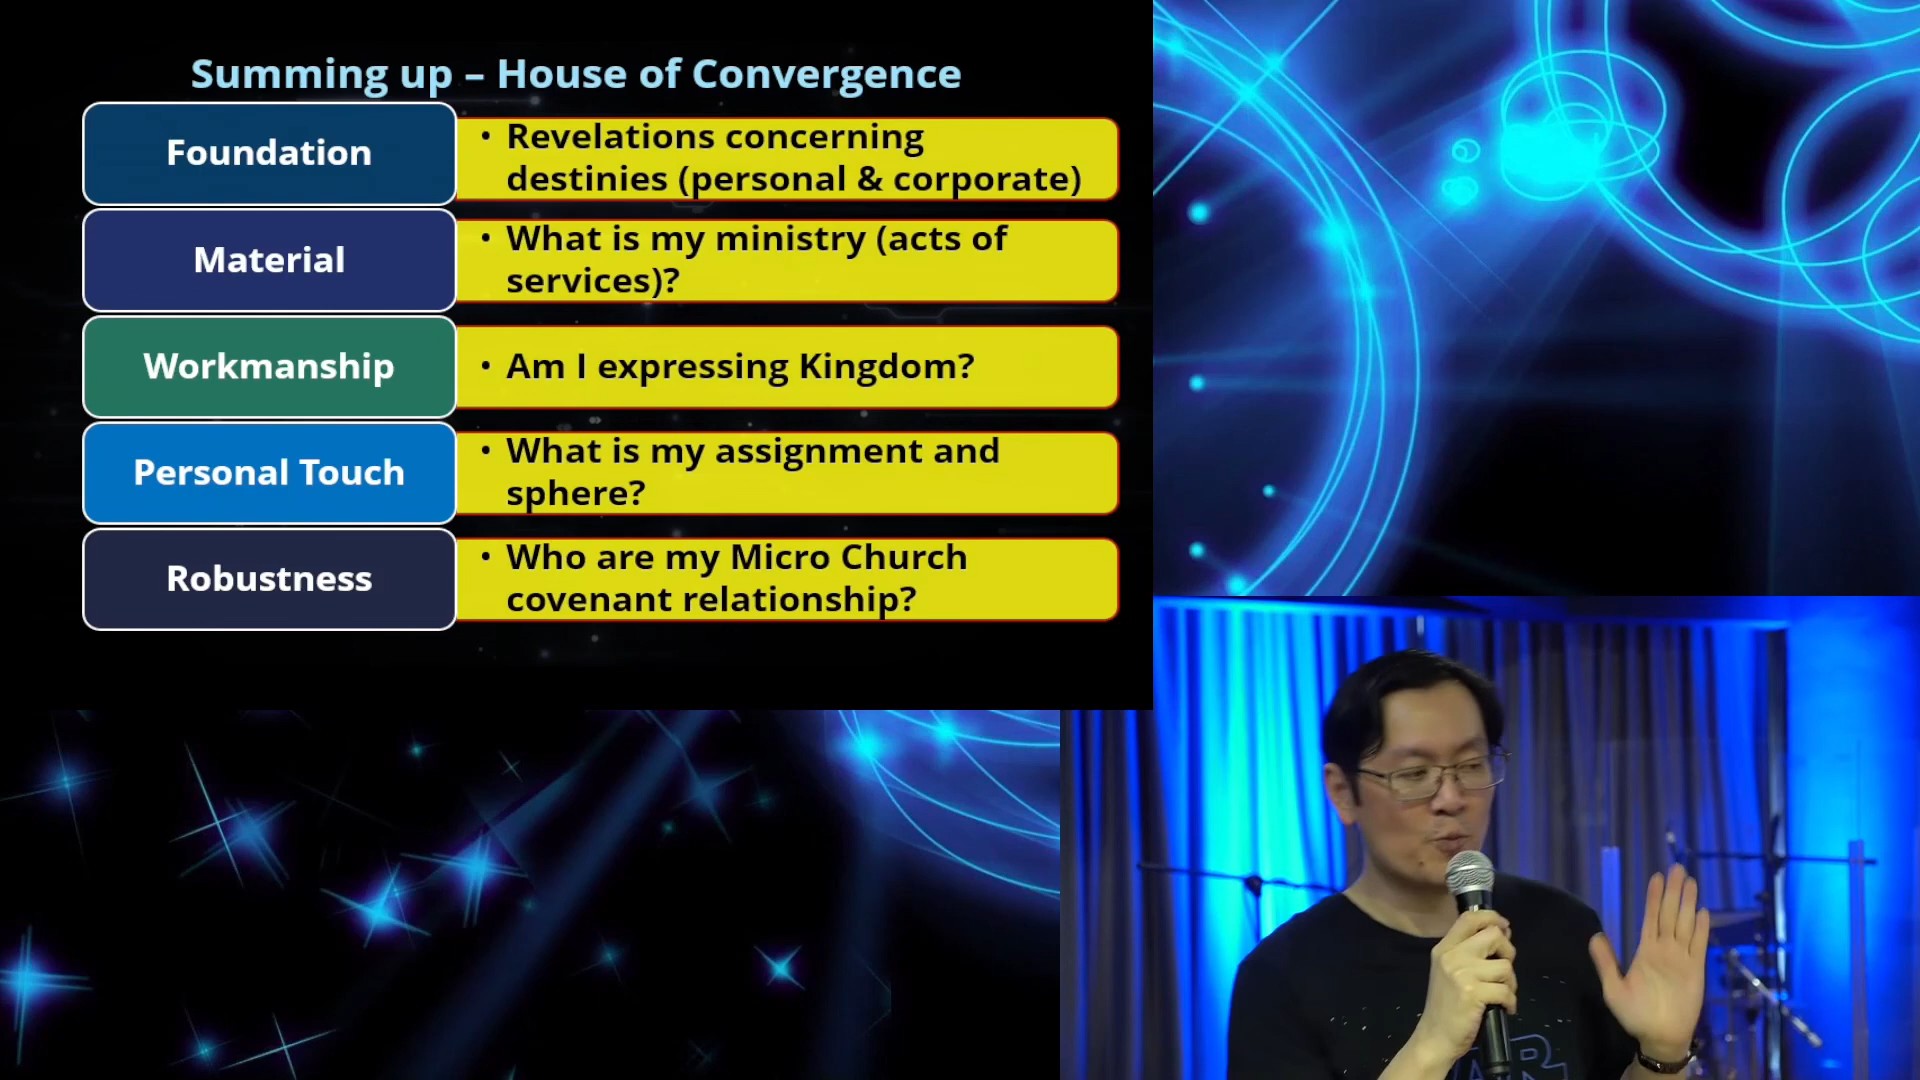 Summing up – House of Convergence
Foundation
• Revelations concerning
destinies (personal & corporate)
Material
• What is my ministry (acts of
services)?
Workmanship
• Am I expressing Kingdom?
Personal Touch
• What is my assignment and
sphere?
Robustness
• Who are my Micro Church
covenant relationship?